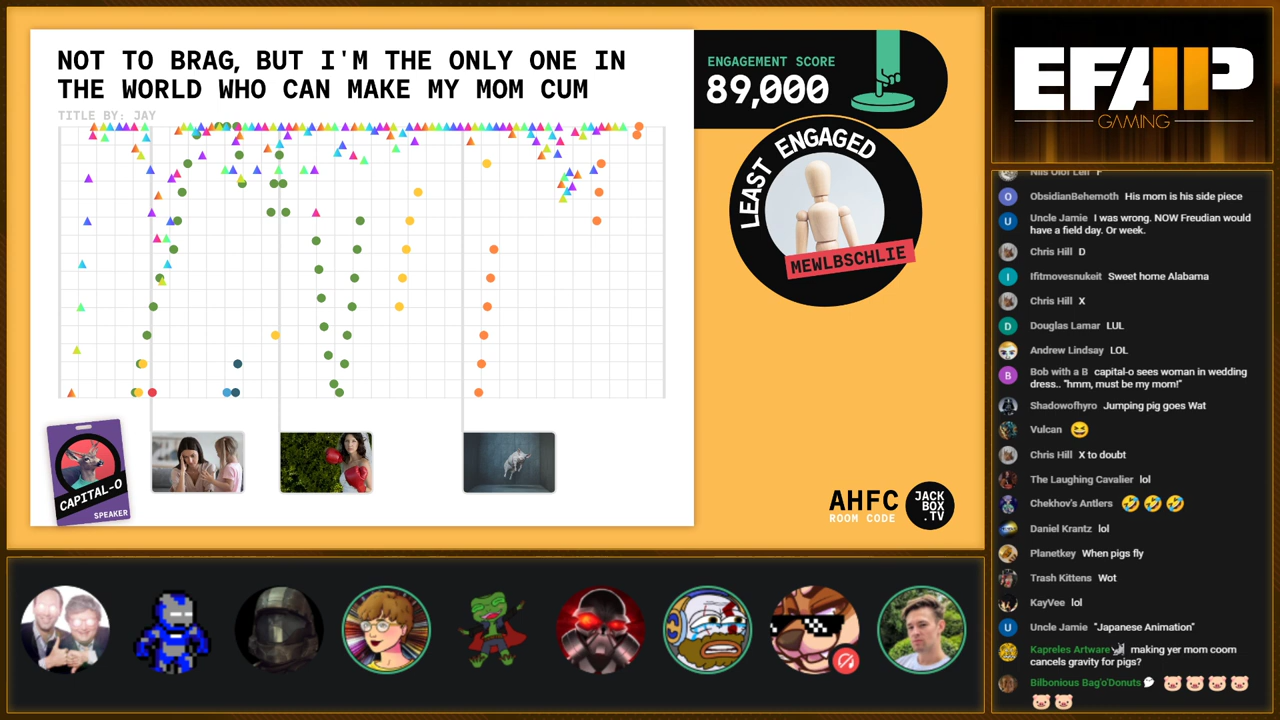 NOT TO BRAG, BUT I'M THE ONLY ONE IN
THE WORLD WHO CAN MAKE MY MOM CUM
TITLE BY: JAY
ENGAGEMENT SCORE
89,000
LEAST ENGAGED
MEWLBSCHLIE
CAPITAL-O
SPEAKER
AHFC
ROOM CODE
JACK
BOX
.TV
EFAP
GAMING
Nils Olof Leif F
ObsidianBehemoth His mom is his side piece
Uncle Jamie I was wrong. NOW Freudian would
have a field day. Or week.
Chris Hill D
Ifitmovesnukeit Sweet home Alabama
Chris Hill X
Douglas Lamar LUL
Andrew Lindsay LOL
Bob with a B capital-o sees woman in wedding
dress.. "hmm, must be my mom!"
Shadowofhyro Jumping pig goes Wat
Vulcan 😆
Chris Hill X to doubt
The Laughing Cavalier lol
Chekhov's Antlers 🤣 🤣 🤣
Daniel Krantz lol
Planetkey When pigs fly
Trash Kittens Wot
KayVee lol
Uncle Jamie "Japanese Animation"
Kapreles Artware making yer mom coom
cancels gravity for pigs?
Bilbonious Bag'o'Donuts 🐷 🐷 🐷 🐷
🐷 🐷